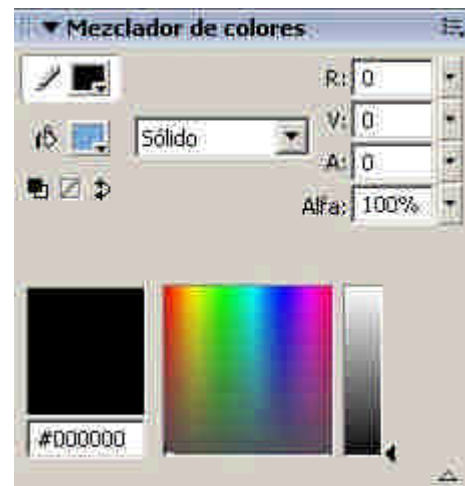 Mezclador de colores
R: 0
Sólido
V: 0
A: 0
Alfa: 100%
#000000